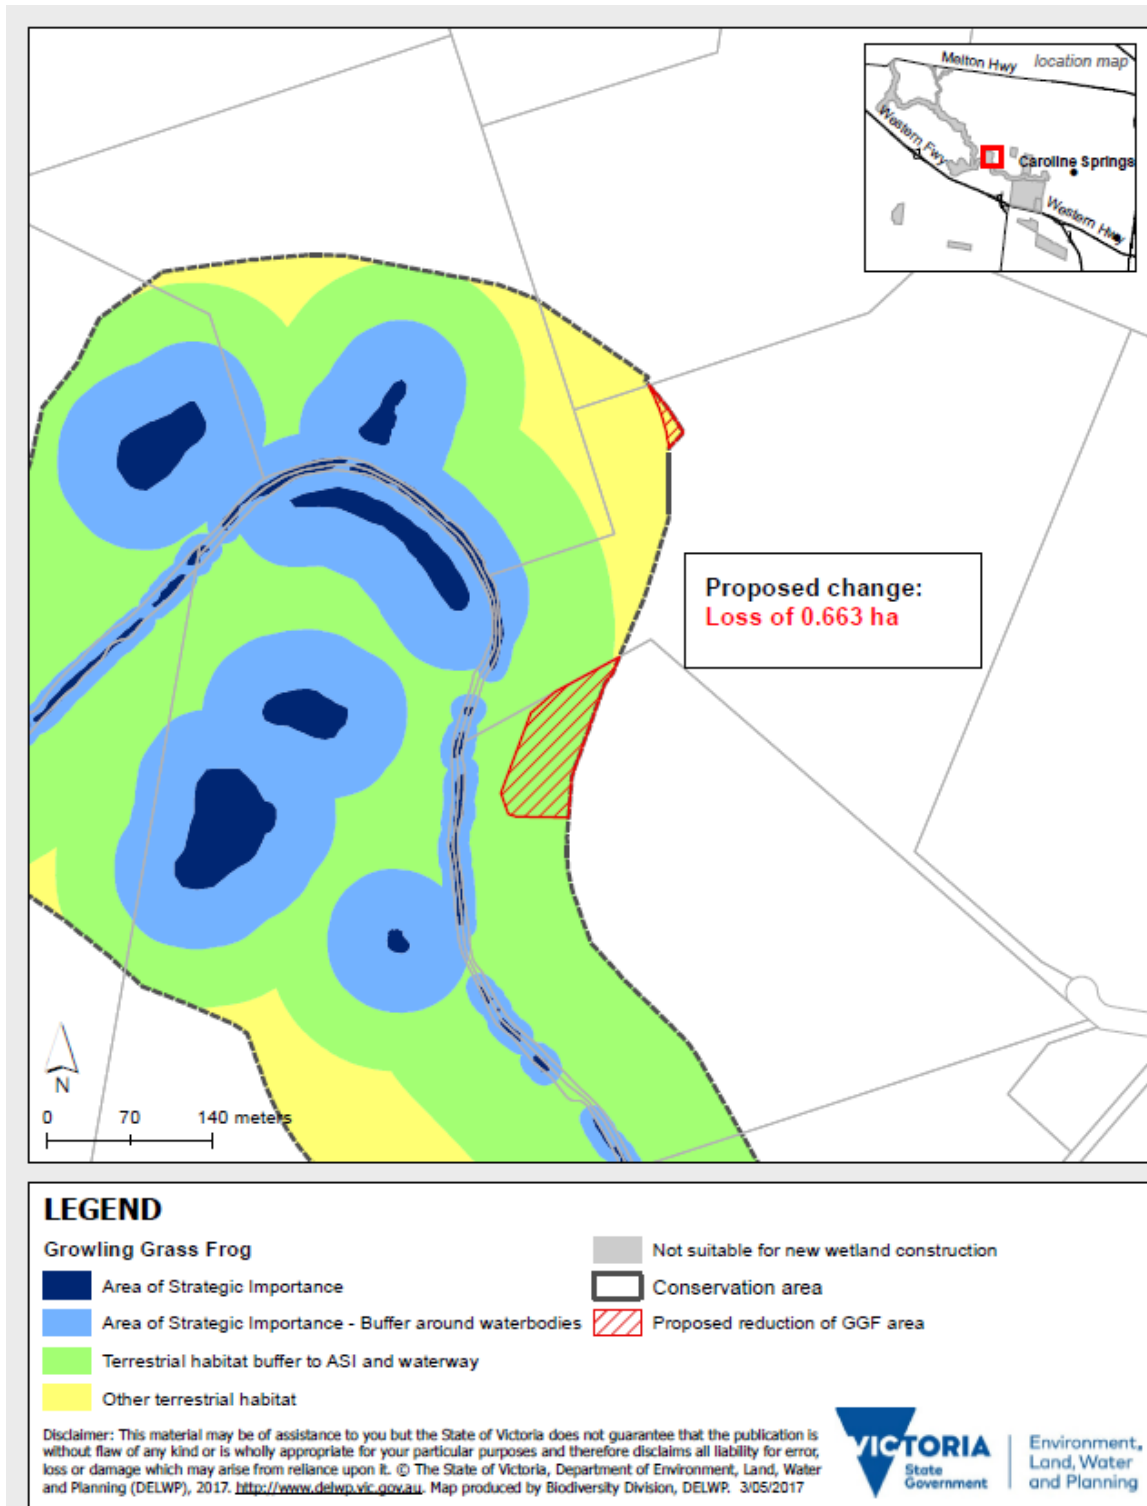 Melton Hwy
location map
Western Fwy
Caroline Springs
Western Hwy
Proposed change:
Loss of 0.663 ha
N
0 70 140 meters
LEGEND
Growling Grass Frog
Area of Strategic Importance
Area of Strategic Importance - Buffer around waterbodies
Terrestrial habitat buffer to ASI and waterway
Other terrestrial habitat
Not suitable for new wetland construction
Conservation area
Proposed reduction of GGF area
Disclaimer: This material may be of assistance to you but the State of Victoria does not guarantee that the publication is
without flaw of any kind or is wholly appropriate for your particular purposes and therefore disclaims all liability for error,
loss or damage which may arise from reliance upon it. © The State of Victoria, Department of Environment, Land, Water
and Planning (DELWP), 2017. http://www.delwp.vic.gov.au. Map produced by Biodiversity Division, DELWP. 3/05/2017
VICTORIA
State
Government
Environment,
Land, Water
and Planning